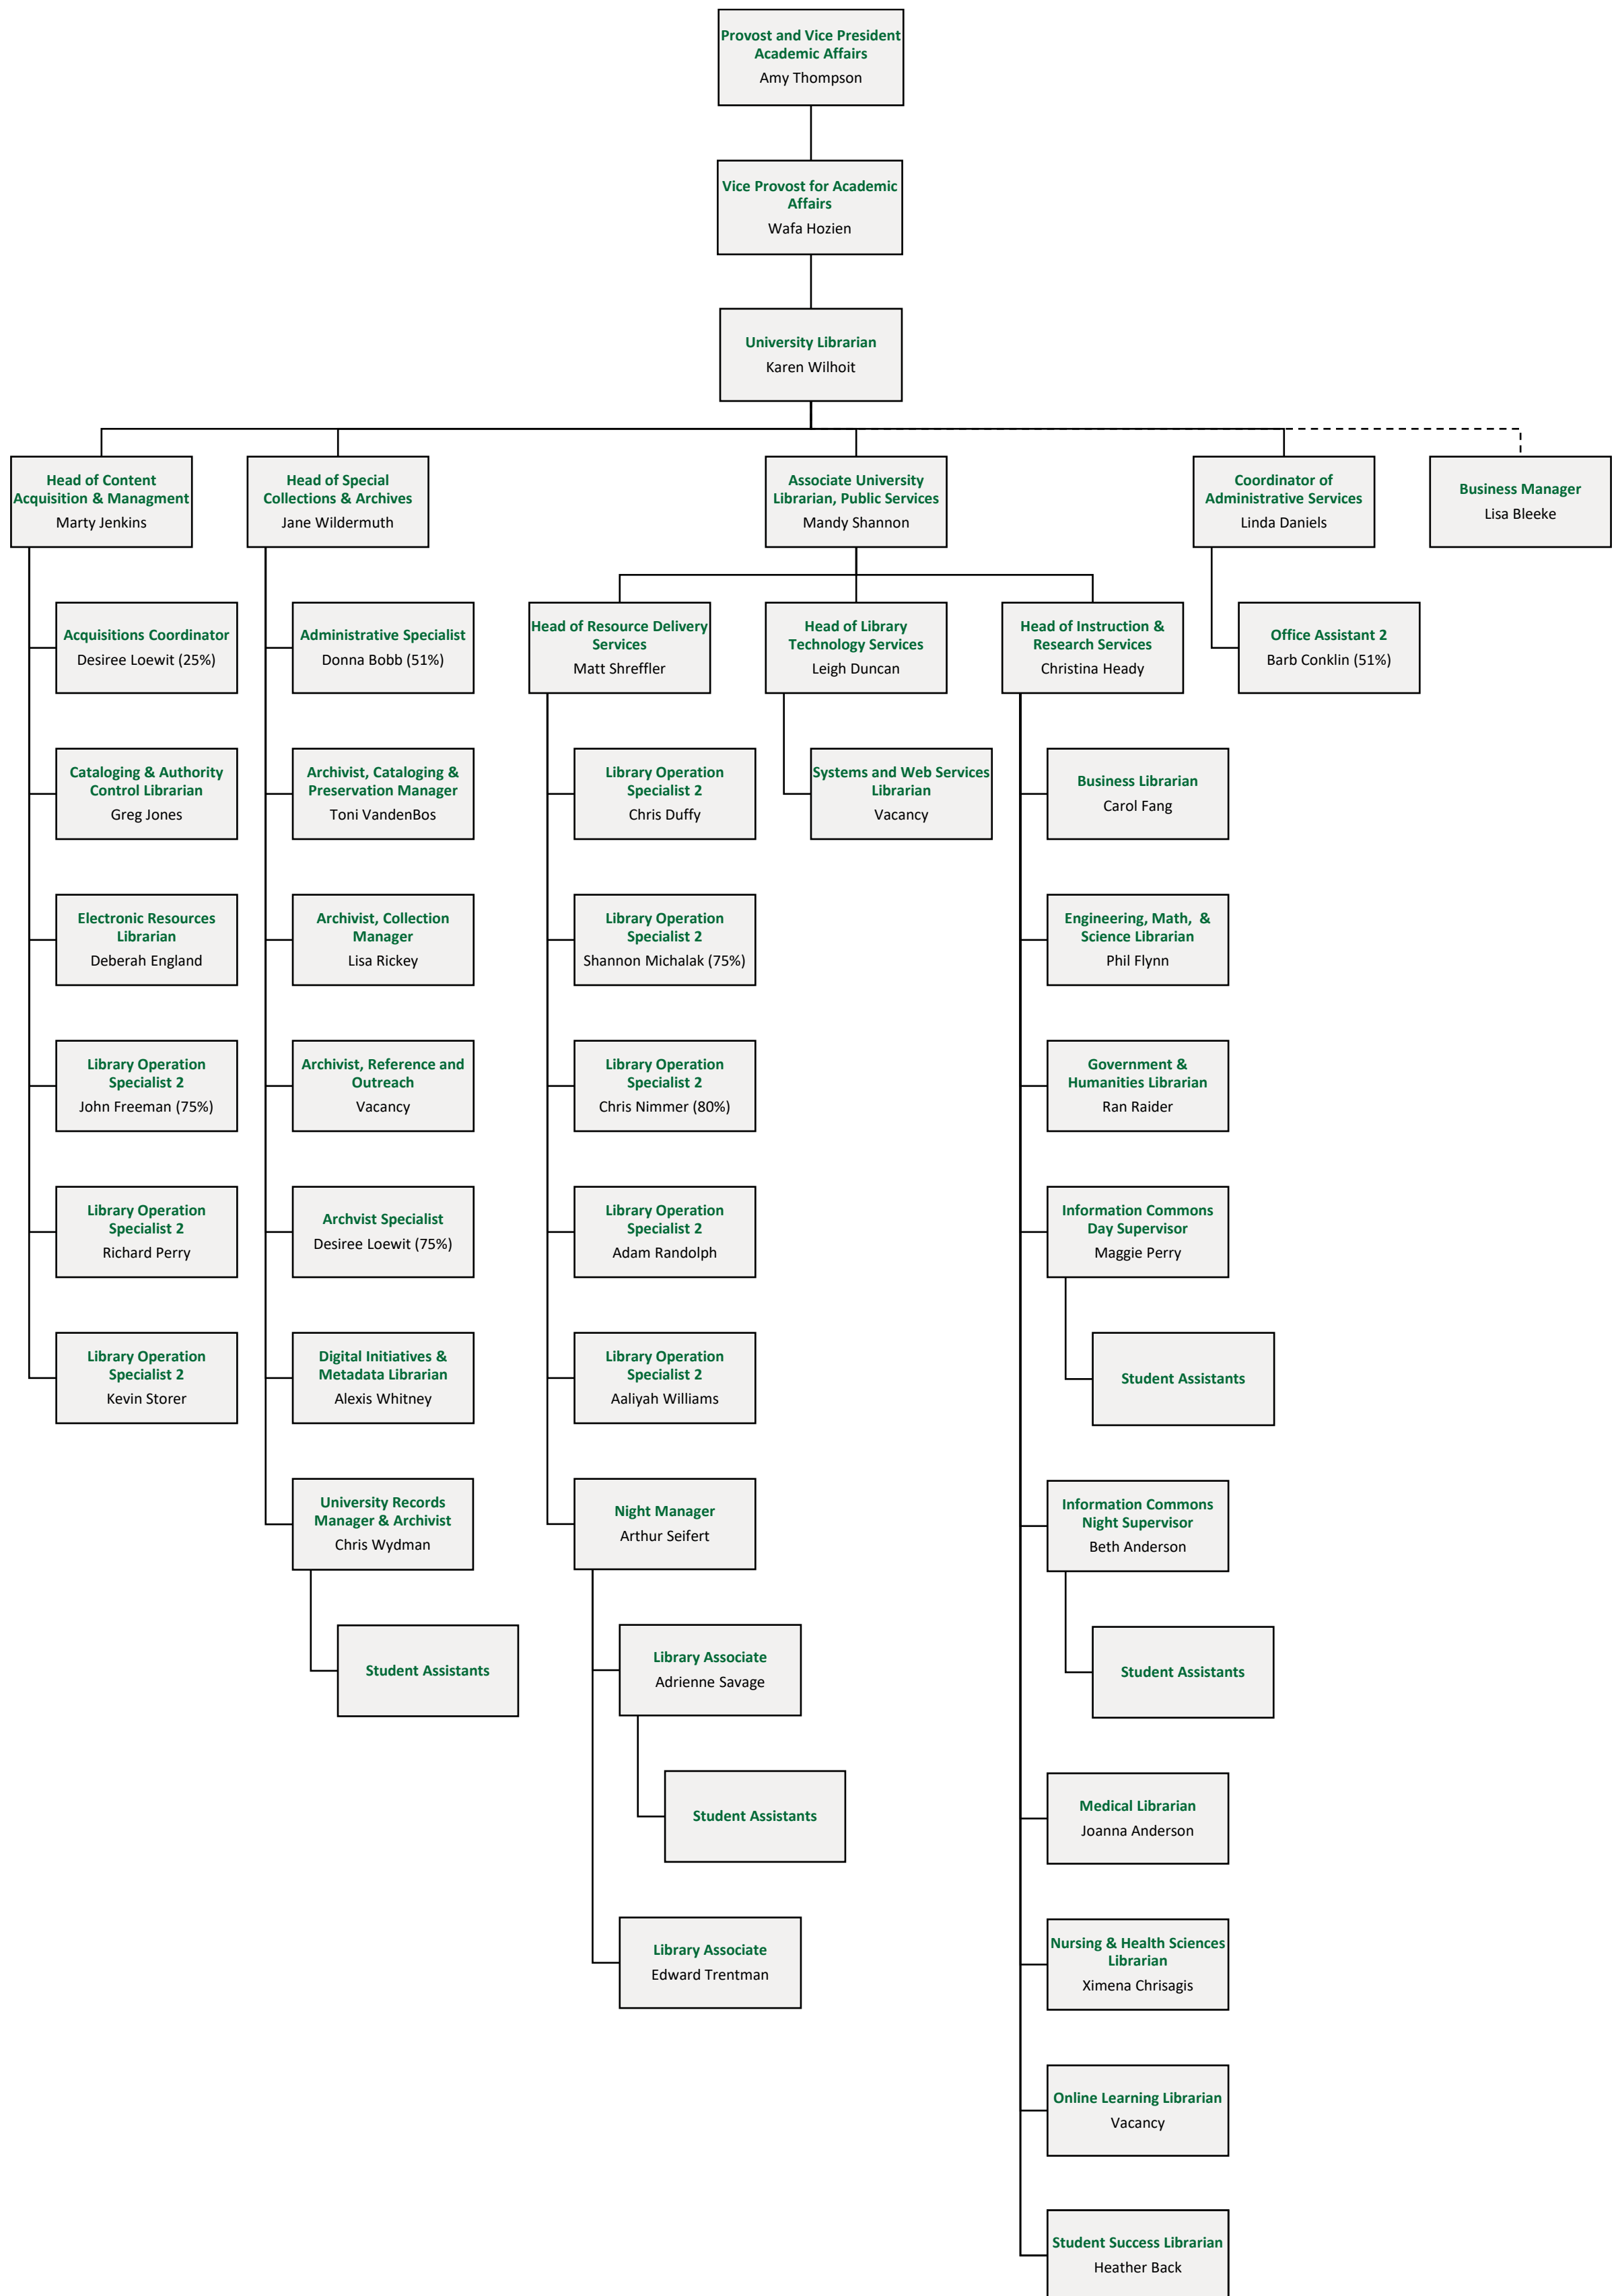 Provost and Vice President
Academic Affairs
Amy Thompson
Vice Provost for Academic
Affairs
Wafa Hozien
University Librarian
Karen Wilhoit
Head of Content
Acquisition & Managment
Marty Jenkins
Head of Special
Collections & Archives
Jane Wildermuth
Associate University
Librarian, Public Services
Mandy Shannon
Coordinator of
Administrative Services
Linda Daniels
Business Manager
Lisa Bleeke
Acquisitions Coordinator
Desiree Loewit (25%)
Administrative Specialist
Donna Bobb (51%)
Head of Resource Delivery
Services
Matt Shreffler
Head of Library
Technology Services
Leigh Duncan
Head of Instruction &
Research Services
Christina Heady
Office Assistant 2
Barb Conklin (51%)
Cataloging & Authority
Control Librarian
Greg Jones
Archivist, Cataloging &
Preservation Manager
Toni VandenBos
Library Operation
Specialist 2
Chris Duffy
Systems and Web Services
Librarian
Vacancy
Business Librarian
Carol Fang
Electronic Resources
Librarian
Deberah England
Archivist, Collection
Manager
Lisa Rickey
Library Operation
Specialist 2
Shannon Michalak (75%)
Engineering, Math,  &
Science Librarian
Phil Flynn
Library Operation
Specialist 2
John Freeman (75%)
Archivist, Reference and
Outreach
Vacancy
Library Operation
Specialist 2
Chris Nimmer (80%)
Government &
Humanities Librarian
Ran Raider
Library Operation
Specialist 2
Richard Perry
Archvist Specialist
Desiree Loewit (75%)
Library Operation
Specialist 2
Adam Randolph
Information Commons
Day Supervisor
Maggie Perry
Library Operation
Specialist 2
Kevin Storer
Digital Initiatives &
Metadata Librarian
Alexis Whitney
Library Operation
Specialist 2
Aaliyah Williams
Student Assistants
University Records
Manager & Archivist
Chris Wydman
Night Manager
Arthur Seifert
Information Commons
Night Supervisor
Beth Anderson
Student Assistants
Library Associate
Adrienne Savage
Student Assistants
Student Assistants
Medical Librarian
Joanna Anderson
Library Associate
Edward Trentman
Nursing & Health Sciences
Librarian
Ximena Chrisagis
Online Learning Librarian
Vacancy
Student Success Librarian
Heather Back